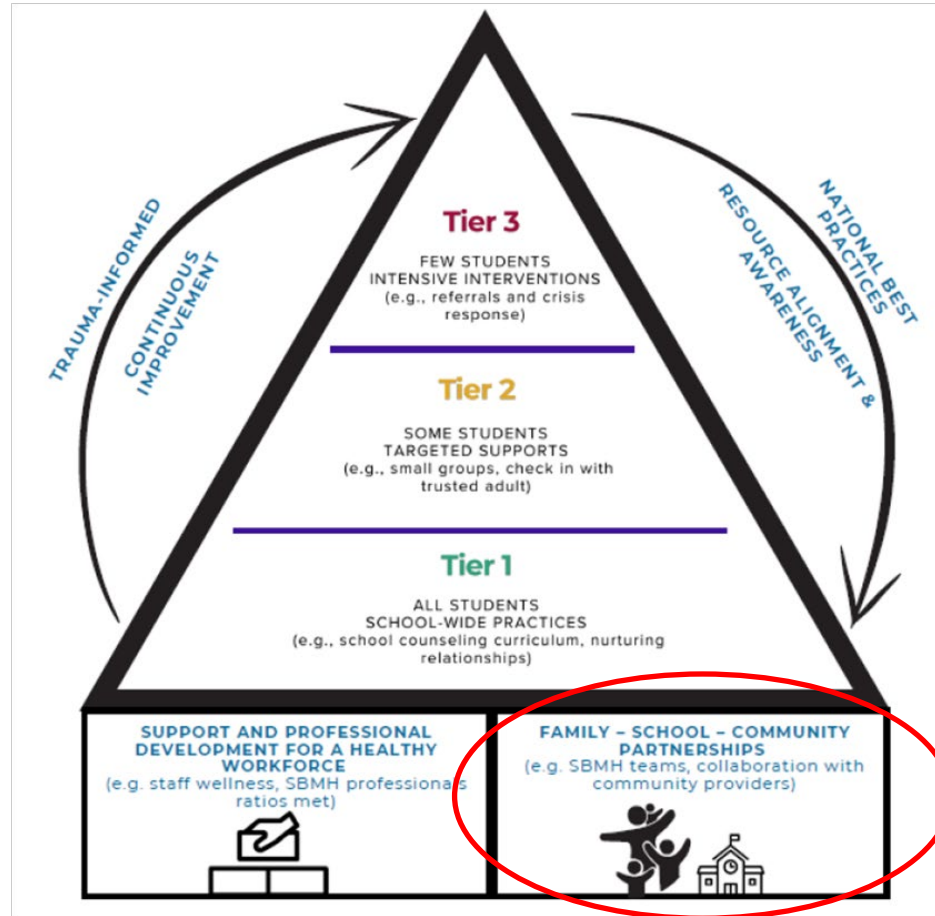 TRAUMA-INFORMED
CONTINUOUS
IMPROVEMENT
NATIONAL BEST
PRACTICES
RESOURCE ALIGNMENT &
AWARENESS
Tier 3
FEW STUDENTS
INTENSIVE INTERVENTIONS
(e.g., referrals and crisis
response)
Tier 2
SOME STUDENTS
TARGETED SUPPORTS
(e.g., small groups, check in with
trusted adult)
Tier 1
ALL STUDENTS
SCHOOL-WIDE PRACTICES
(e.g., school counseling curriculum, nurturing
relationships)
SUPPORT AND PROFESSIONAL
DEVELOPMENT FOR A HEALTHY
WORKFORCE
(e.g. staff wellness, SBMH professionals
ratios met)
FAMILY – SCHOOL – COMMUNITY
PARTNERSHIPS
(e.g. SBMH teams, collaboration with
community providers)